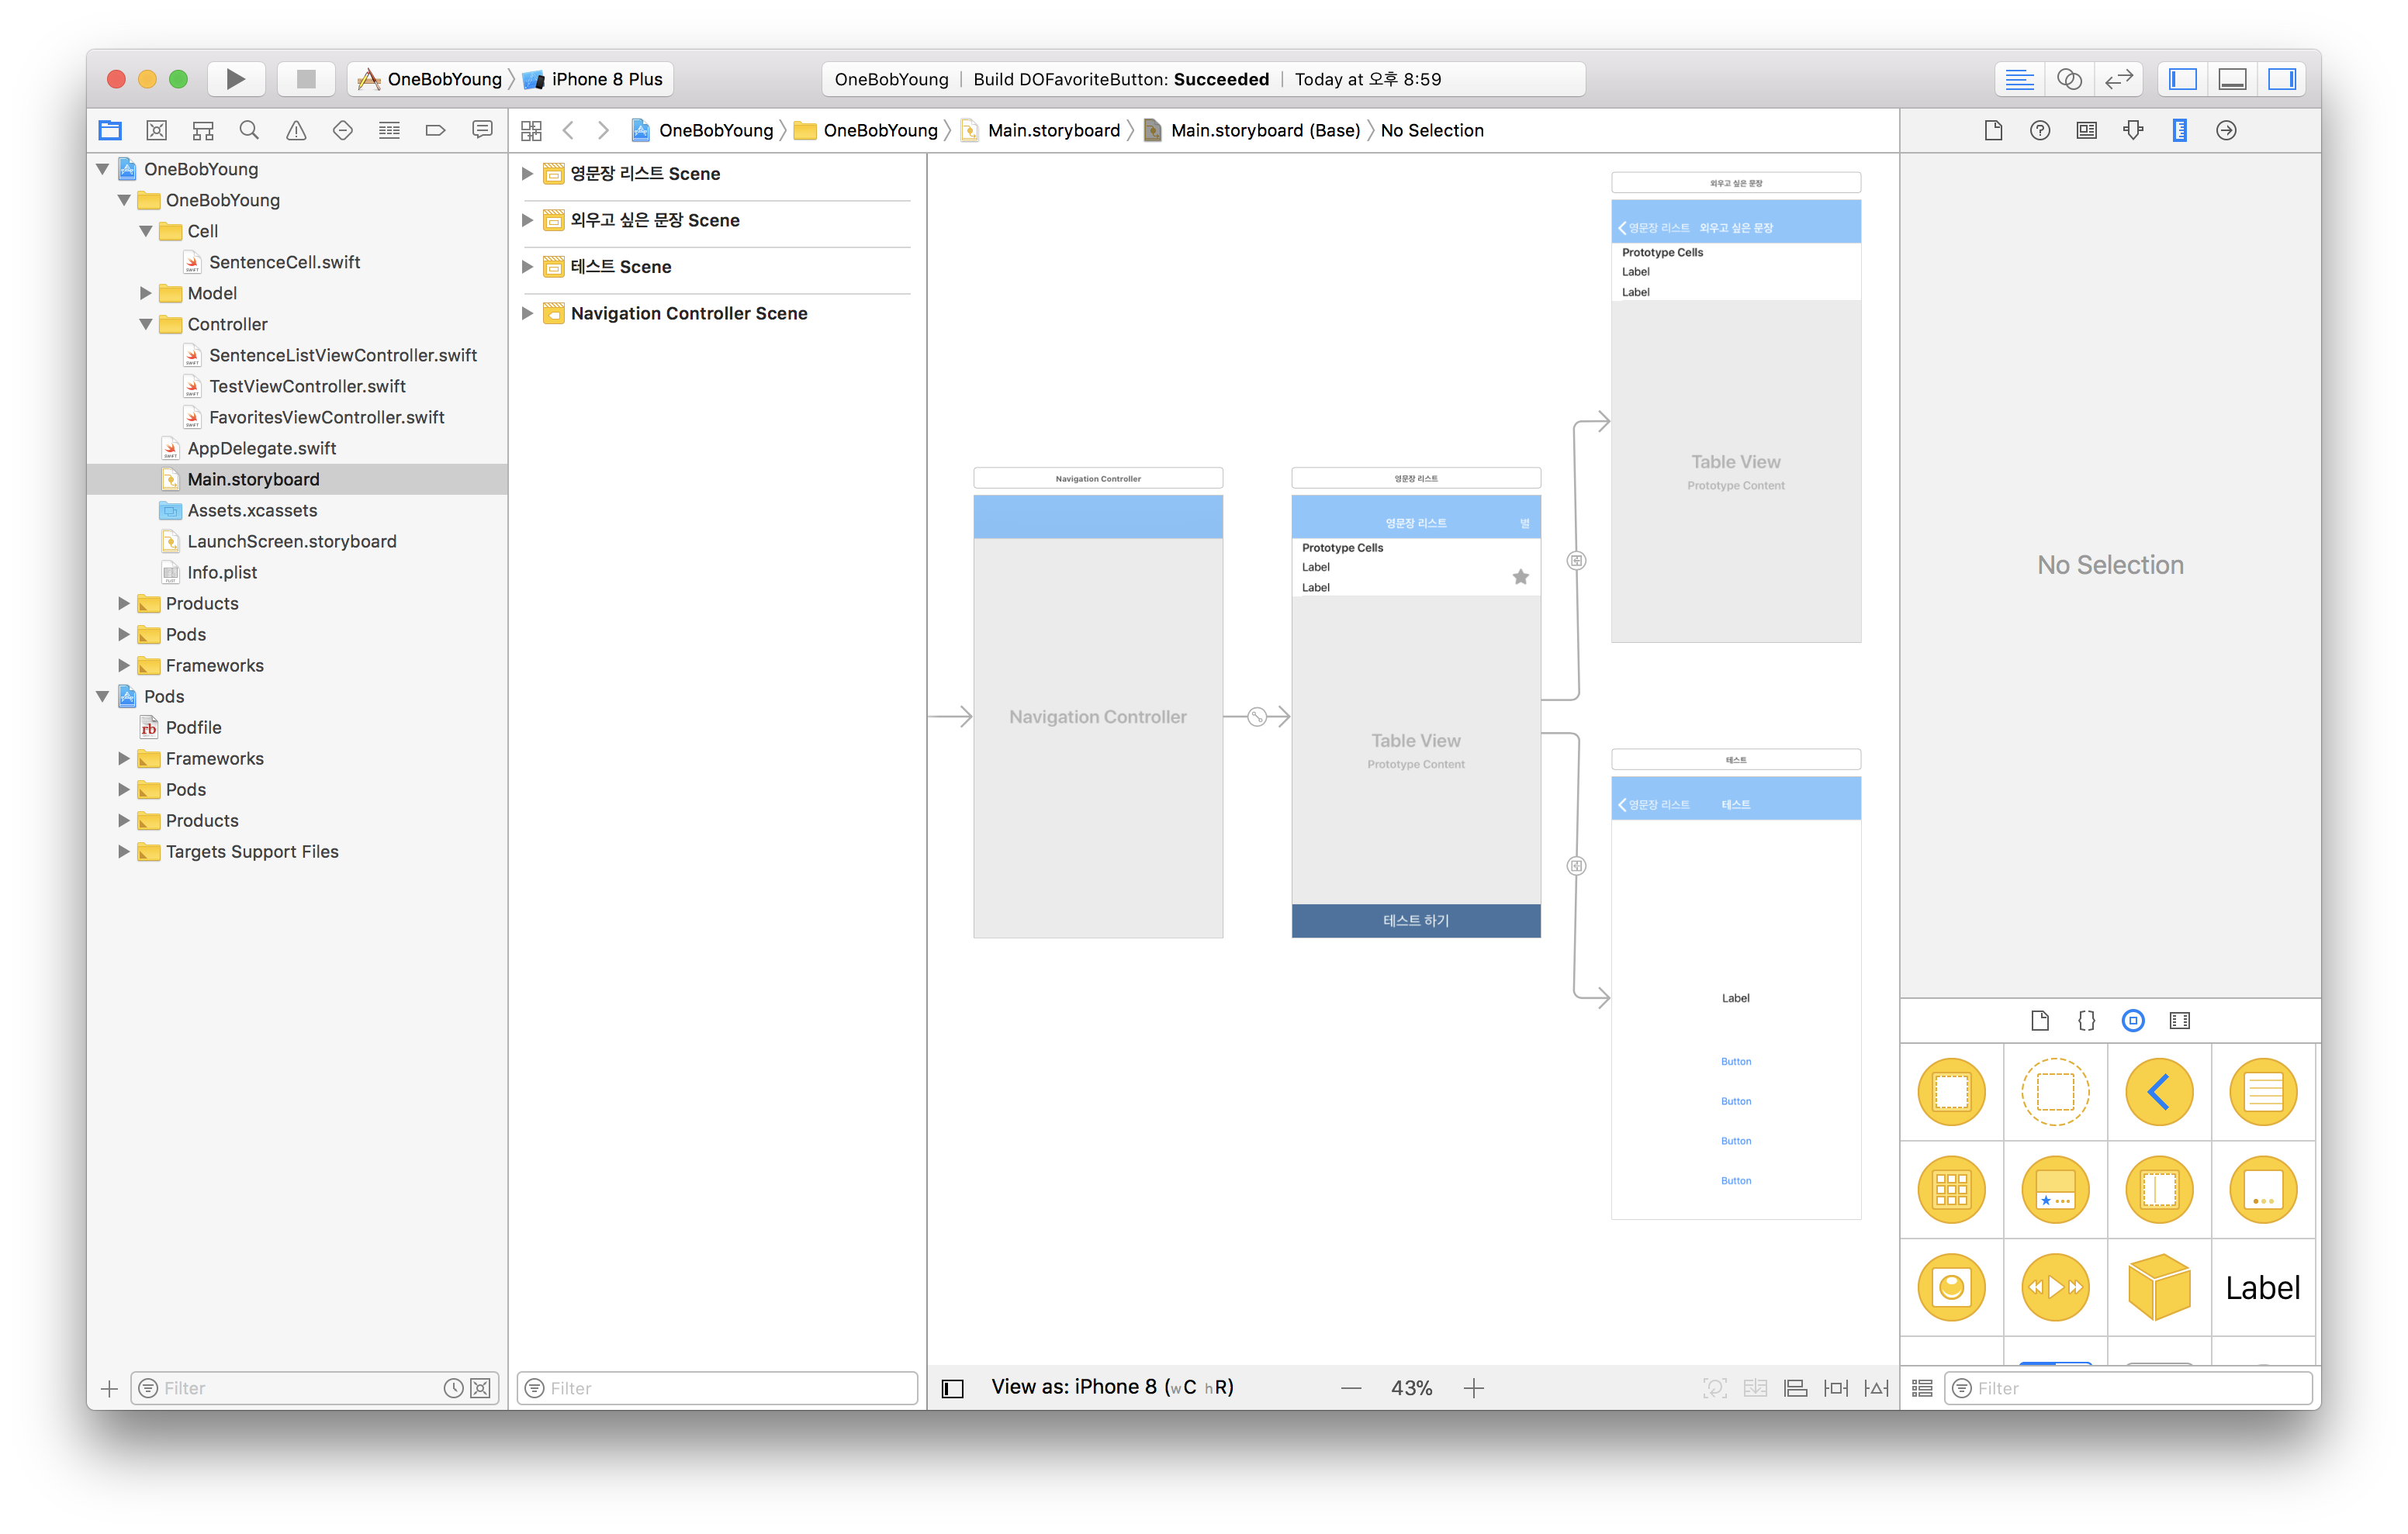 OneBobYoung iPhone 8 Plus
OneBobYoung Build DOFavoriteButton: Succeeded Today at 오후 8:59
OneBobYoung OneBobYoung Main.storyboard Main.storyboard (Base) No Selection
OneBobYoung
OneBobYoung
Cell
SentenceCell.swift
Model
Controller
SentenceListViewController.swift
TestViewController.swift
FavoritesViewController.swift
AppDelegate.swift
Main.storyboard
Assets.xcassets
LaunchScreen.storyboard
Info.plist
Products
Pods
Frameworks
Pods
Podfile
Frameworks
Pods
Products
Targets Support Files
Filter
영문장 리스트 Scene
외우고 싶은 문장 Scene
테스트 Scene
Navigation Controller Scene
Filter
Navigation Controller
Navigation Controller
영문장 리스트
영문장 리스트 별
Prototype Cells
Label
Label
Table View
Prototype Content
테스트 하기
외우고 싶은 문장
영문장 리스트 외우고 싶은 문장
Prototype Cells
Label
Label
Table View
Prototype Content
테스트
영문장 리스트 테스트
Label
Button
Button
Button
Button
View as: iPhone 8 (wC hR)
43%
No Selection
Label
Filter